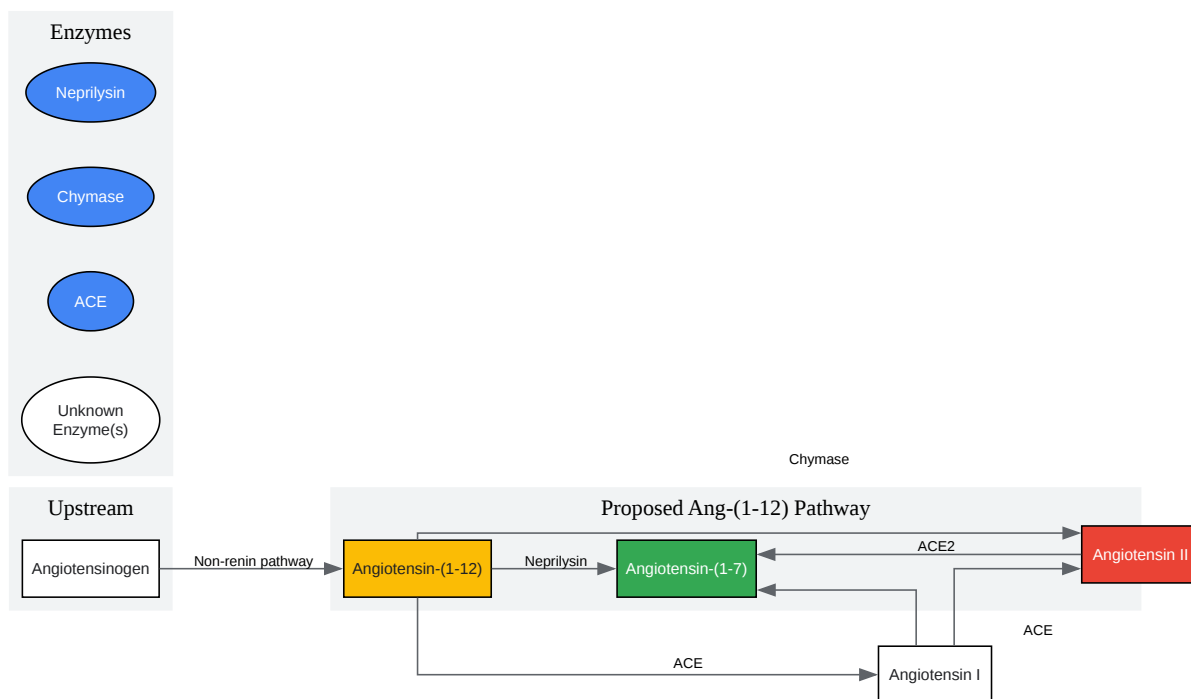 Enzymes
Neprilysin
Chymase
ACE
Unknown
Enzyme(s)
Chymase
Upstream
Proposed Ang-(1-12) Pathway
Angiotensinogen
Non-renin pathway
Angiotensin-(1-12)
Neprilysin
Angiotensin-(1-7)
ACE2
Angiotensin II
ACE
ACE
Angiotensin I